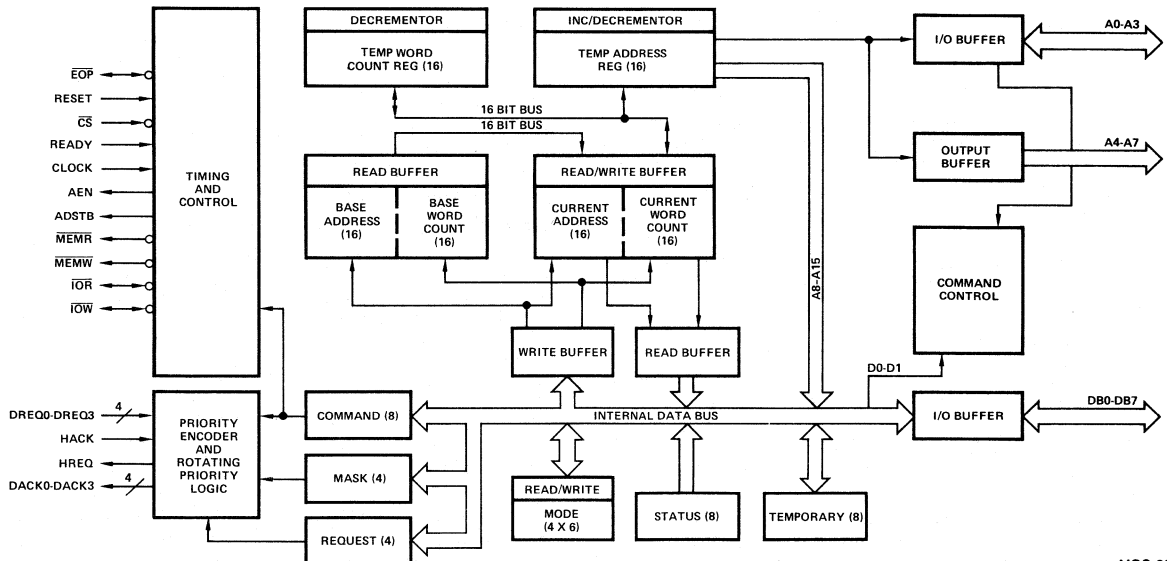 DECREMENTOR
TEMP WORD
COUNT REG (16)
INC/DECREMENTOR
TEMP ADDRESS
REG (16)
I/O BUFFER
A0-A3
EOP
RESET
CS
READY
CLOCK
AEN
ADSTB
MEMR
MEMW
IOR
IOW
TIMING
AND
CONTROL
16 BIT BUS
16 BIT BUS
READ BUFFER
BASE
ADDRESS
(16)
BASE
WORD
COUNT
(16)
READ/WRITE BUFFER
CURRENT
ADDRESS
(16)
CURRENT
WORD
COUNT
(16)
OUTPUT
BUFFER
A4-A7
A8-A15
COMMAND
CONTROL
WRITE BUFFER
READ BUFFER
D0-D1
DREQ0-DREQ3
4
HACK
HREQ
DACK0-DACK3
4
PRIORITY
ENCODER
AND
ROTATING
PRIORITY
LOGIC
COMMAND (8)
MASK (4)
REQUEST (4)
INTERNAL DATA BUS
I/O BUFFER
DB0-DB7
READ/WRITE
MODE
(4 X 6)
STATUS (8)
TEMPORARY (8)